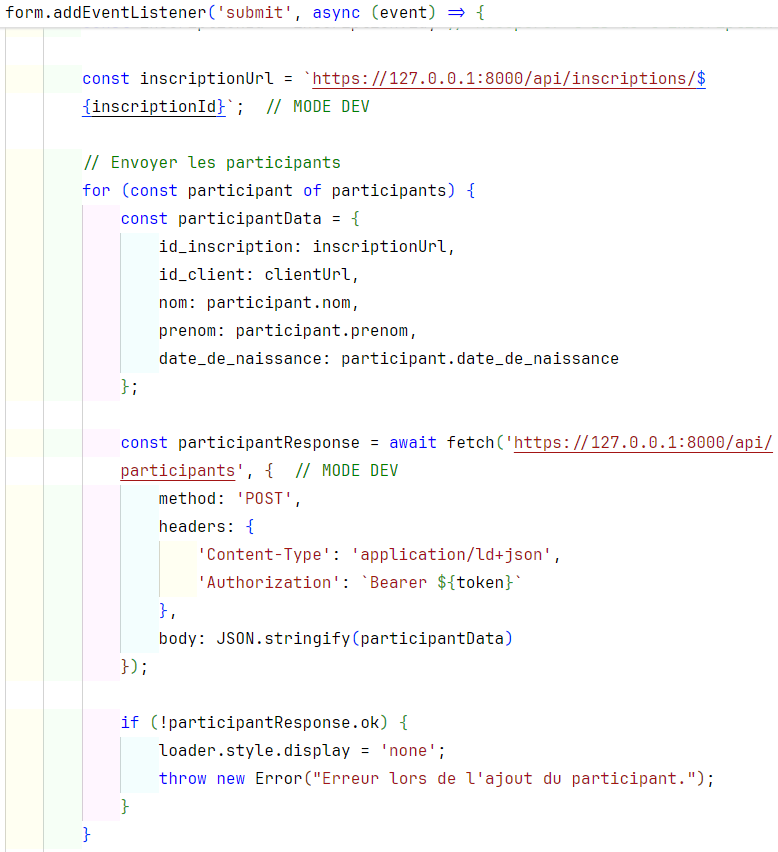 form.addEventListener('submit', async (event) => {
const inscriptionUrl = `https://127.0.0.1:8000/api/inscriptions/$
{inscriptionId}`;  // MODE DEV
// Envoyer les participants
for (const participant of participants) {
const participantData = {
id_inscription: inscriptionUrl,
id_client: clientUrl,
nom: participant.nom,
prenom: participant.prenom,
date_de_naissance: participant.date_de_naissance
};
const participantResponse = await fetch('https://127.0.0.1:8000/api/
participants', {  // MODE DEV
method: 'POST',
headers: {
'Content-Type': 'application/ld+json',
'Authorization': `Bearer ${token}`
},
body: JSON.stringify(participantData)
});
if (!participantResponse.ok) {
loader.style.display = 'none';
throw new Error("Erreur lors de l'ajout du participant.");
}
}